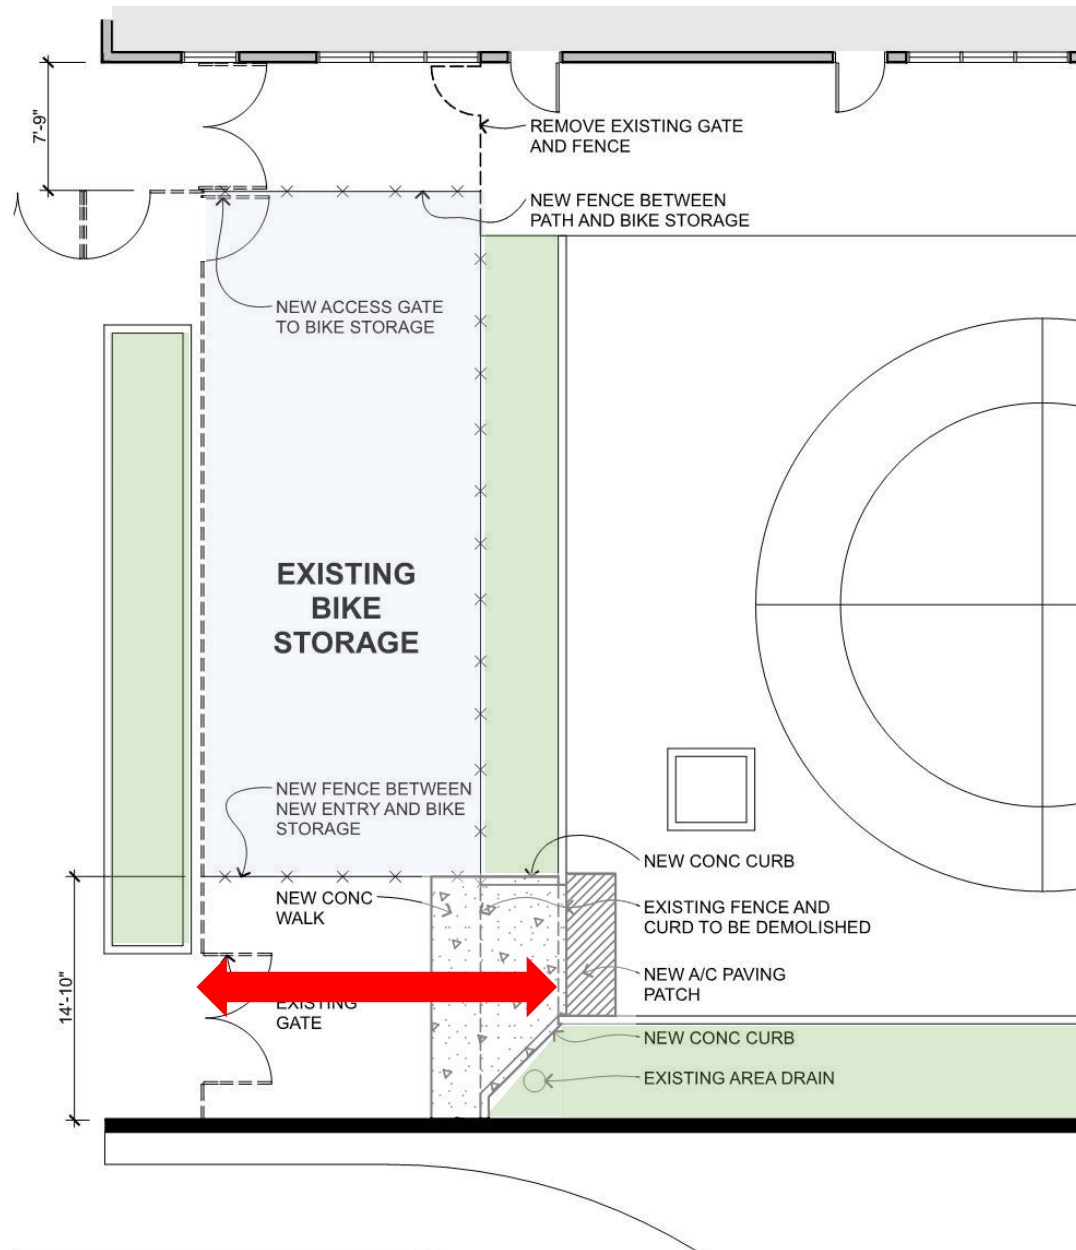 7'-9"
REMOVE EXISTING GATE
AND FENCE
NEW FENCE BETWEEN
PATH AND BIKE STORAGE
NEW ACCESS GATE
TO BIKE STORAGE
EXISTING
BIKE
STORAGE
NEW FENCE BETWEEN
NEW ENTRY AND BIKE
STORAGE
NEW CONC CURB
NEW CONC
WALK
EXISTING FENCE AND
CURD TO BE DEMOLISHED
NEW A/C PAVING
PATCH
14'-10"
EXISTING
GATE
NEW CONC CURB
EXISTING AREA DRAIN